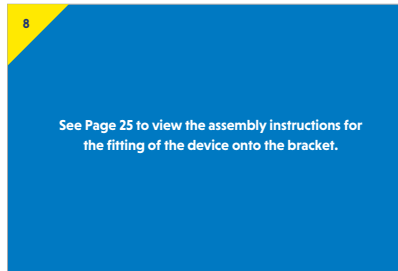 8
See Page 25 to view the assembly instructions for
the fitting of the device onto the bracket.